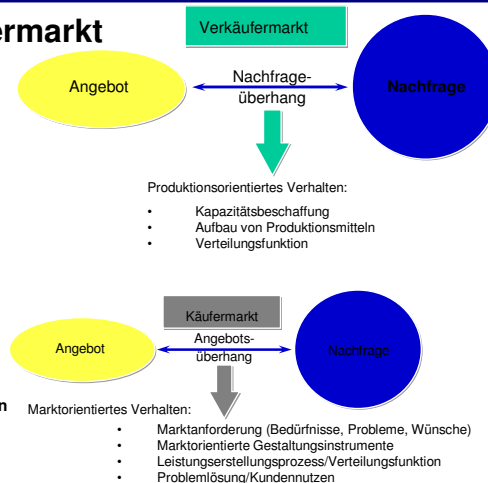 ermarkt
Verkäufermarkt
Angebot
Nachfrage-
überhang
Nachfrage
Produktionsorientiertes Verhalten:
• Kapazitätsbeschaffung
• Aufbau von Produktionsmitteln
• Verteilungsfunktion
Käufermarkt
Angebot
Angebots-
überhang
Nachfrage
n
Marktorientiertes Verhalten:
• Marktanforderung (Bedürfnisse, Probleme, Wünsche)
• Marktorientierte Gestaltungsinstrumente
• Leistungserstellungsprozess/Verteilungsfunktion
• Problemlösung/Kundennutzen